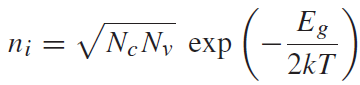 n_i = \sqrt{N_c N_v} \exp\left(-\frac{E_g}{2kT}\right)